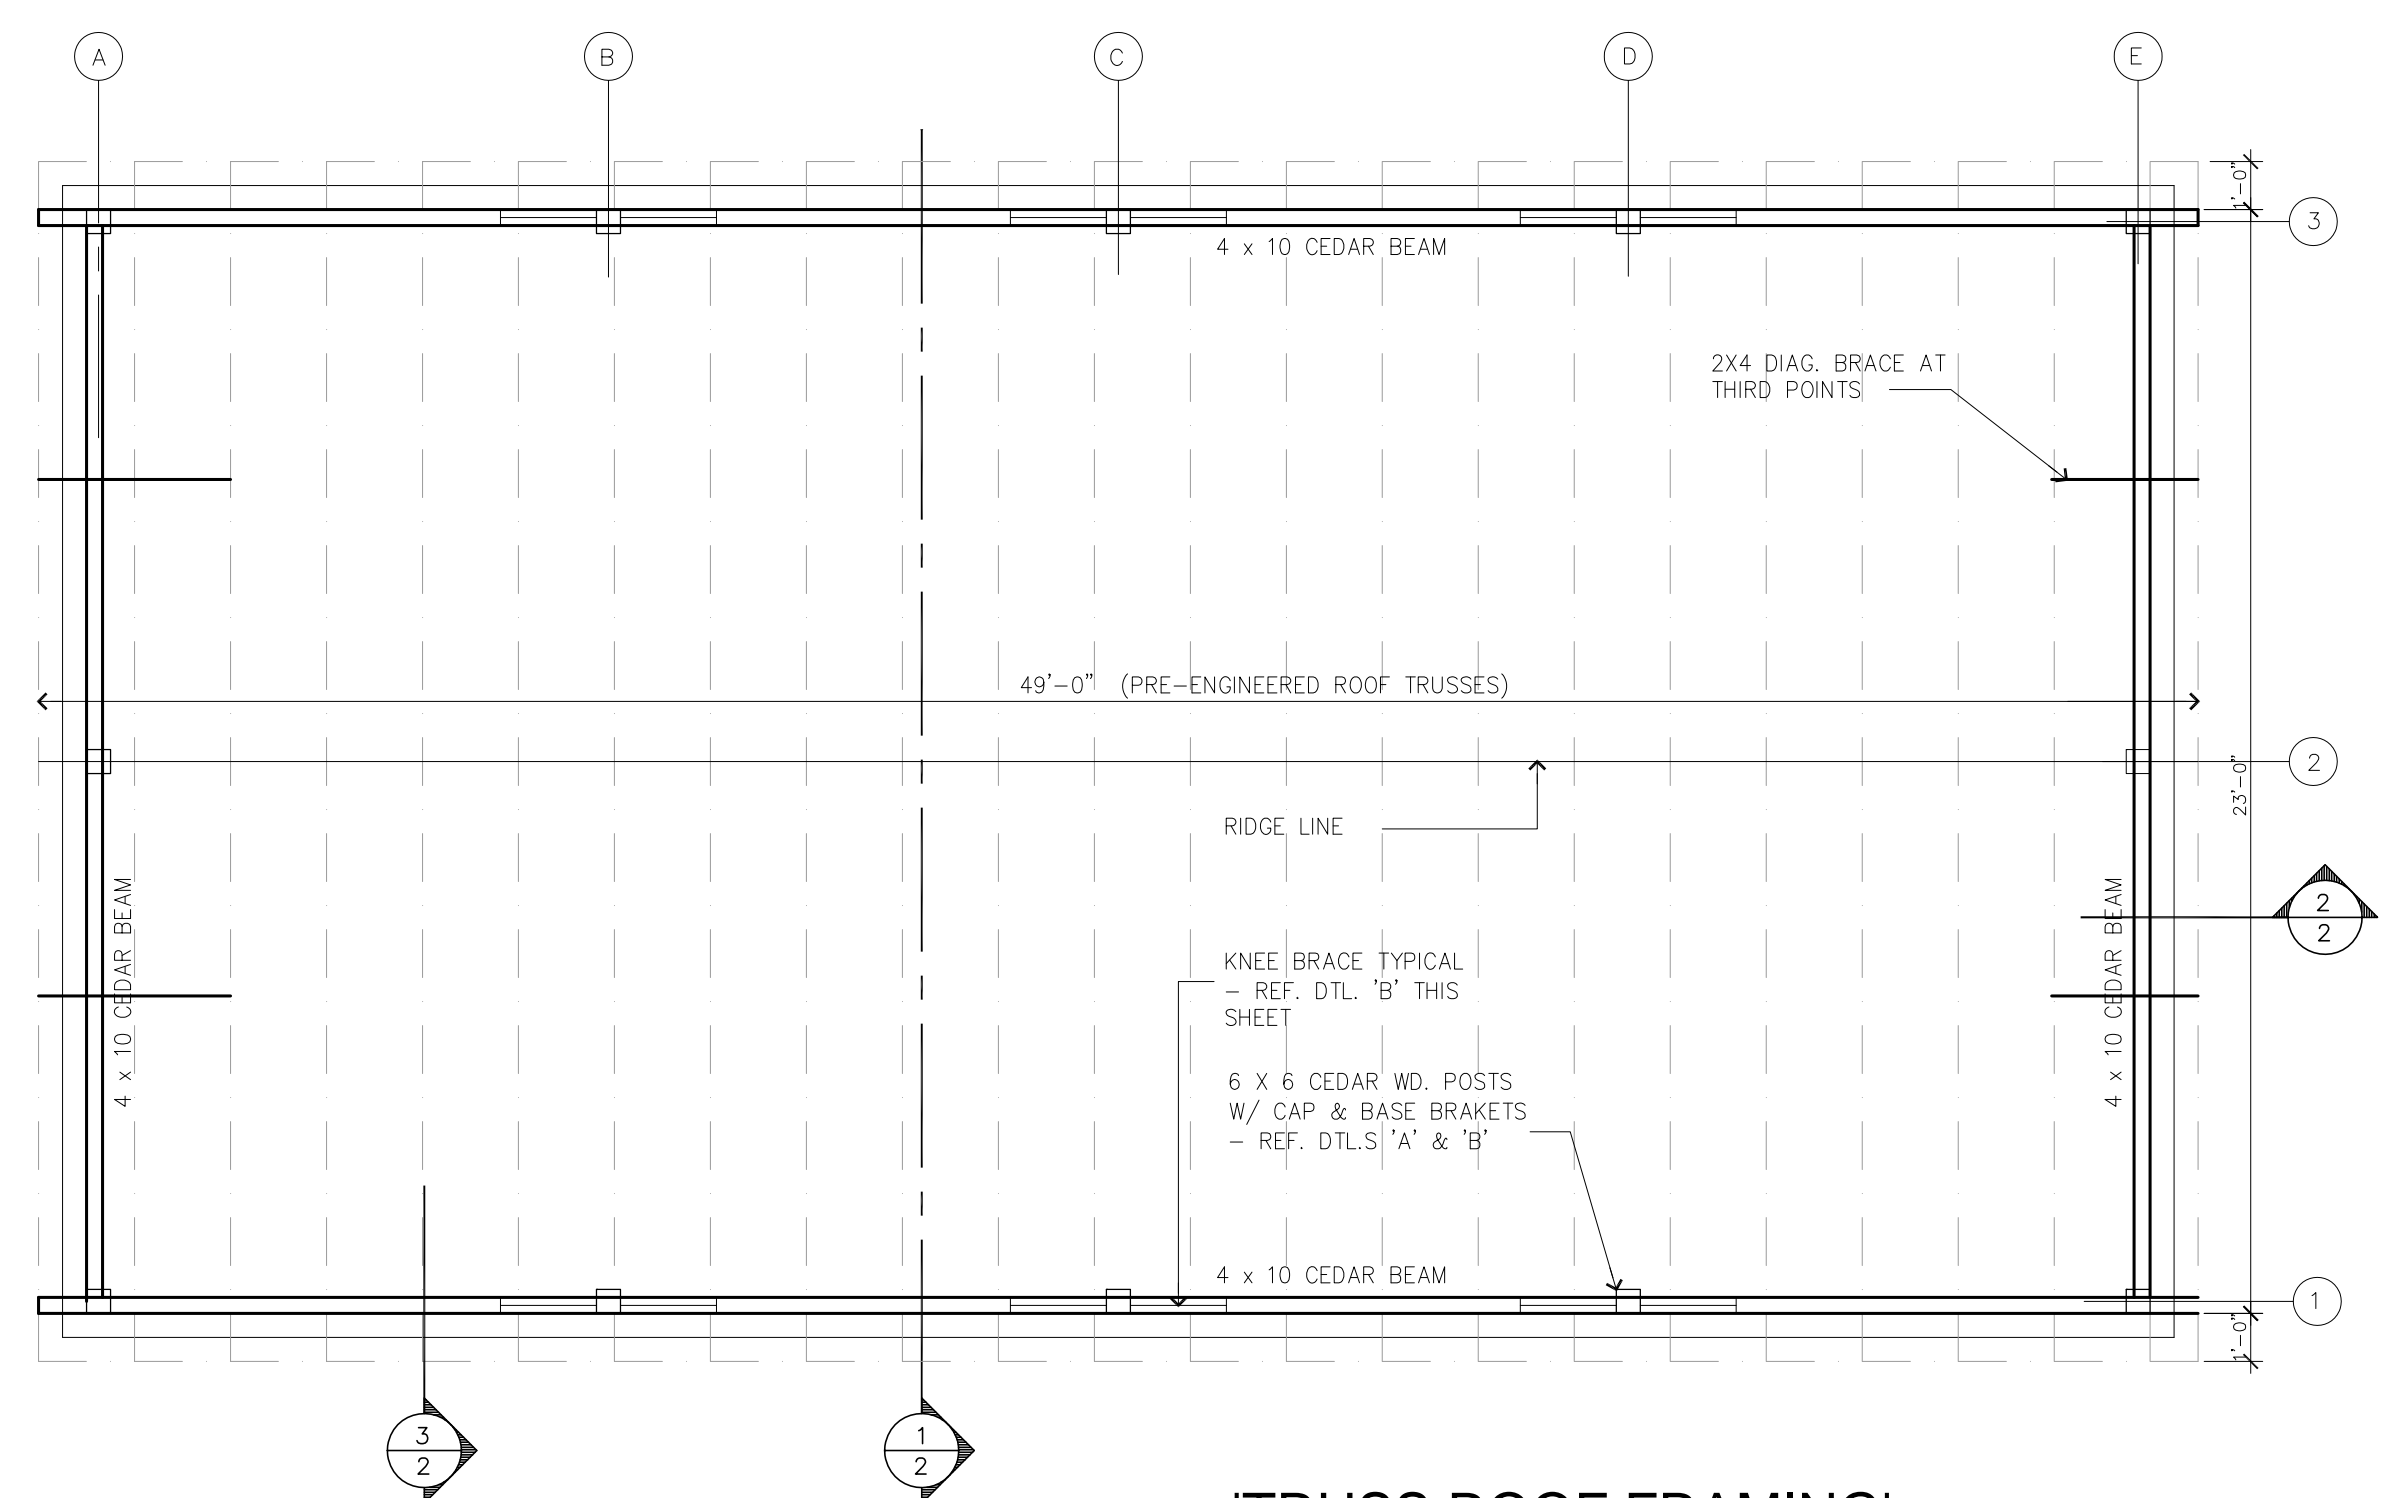 A
B
C
D
E
1'-0"
3
4 x 10 CEDAR BEAM
2X4 DIAG. BRACE AT
THIRD POINTS
49'-0" (PRE-ENGINEERED ROOF TRUSSES)
2
23'-0"
RIDGE LINE
4 x 10 CEDAR BEAM
4 x 10 CEDAR BEAM
2
2
KNEE BRACE TYPICAL
- REF. DTL. 'B' THIS
SHEET
6 X 6 CEDAR WD. POSTS
W/ CAP & BASE BRAKETS
- REF. DTL.S 'A' & 'B'
4 x 10 CEDAR BEAM
1
1'-0"
3
2
1
2
'TRUSS ROOF FRAMING'